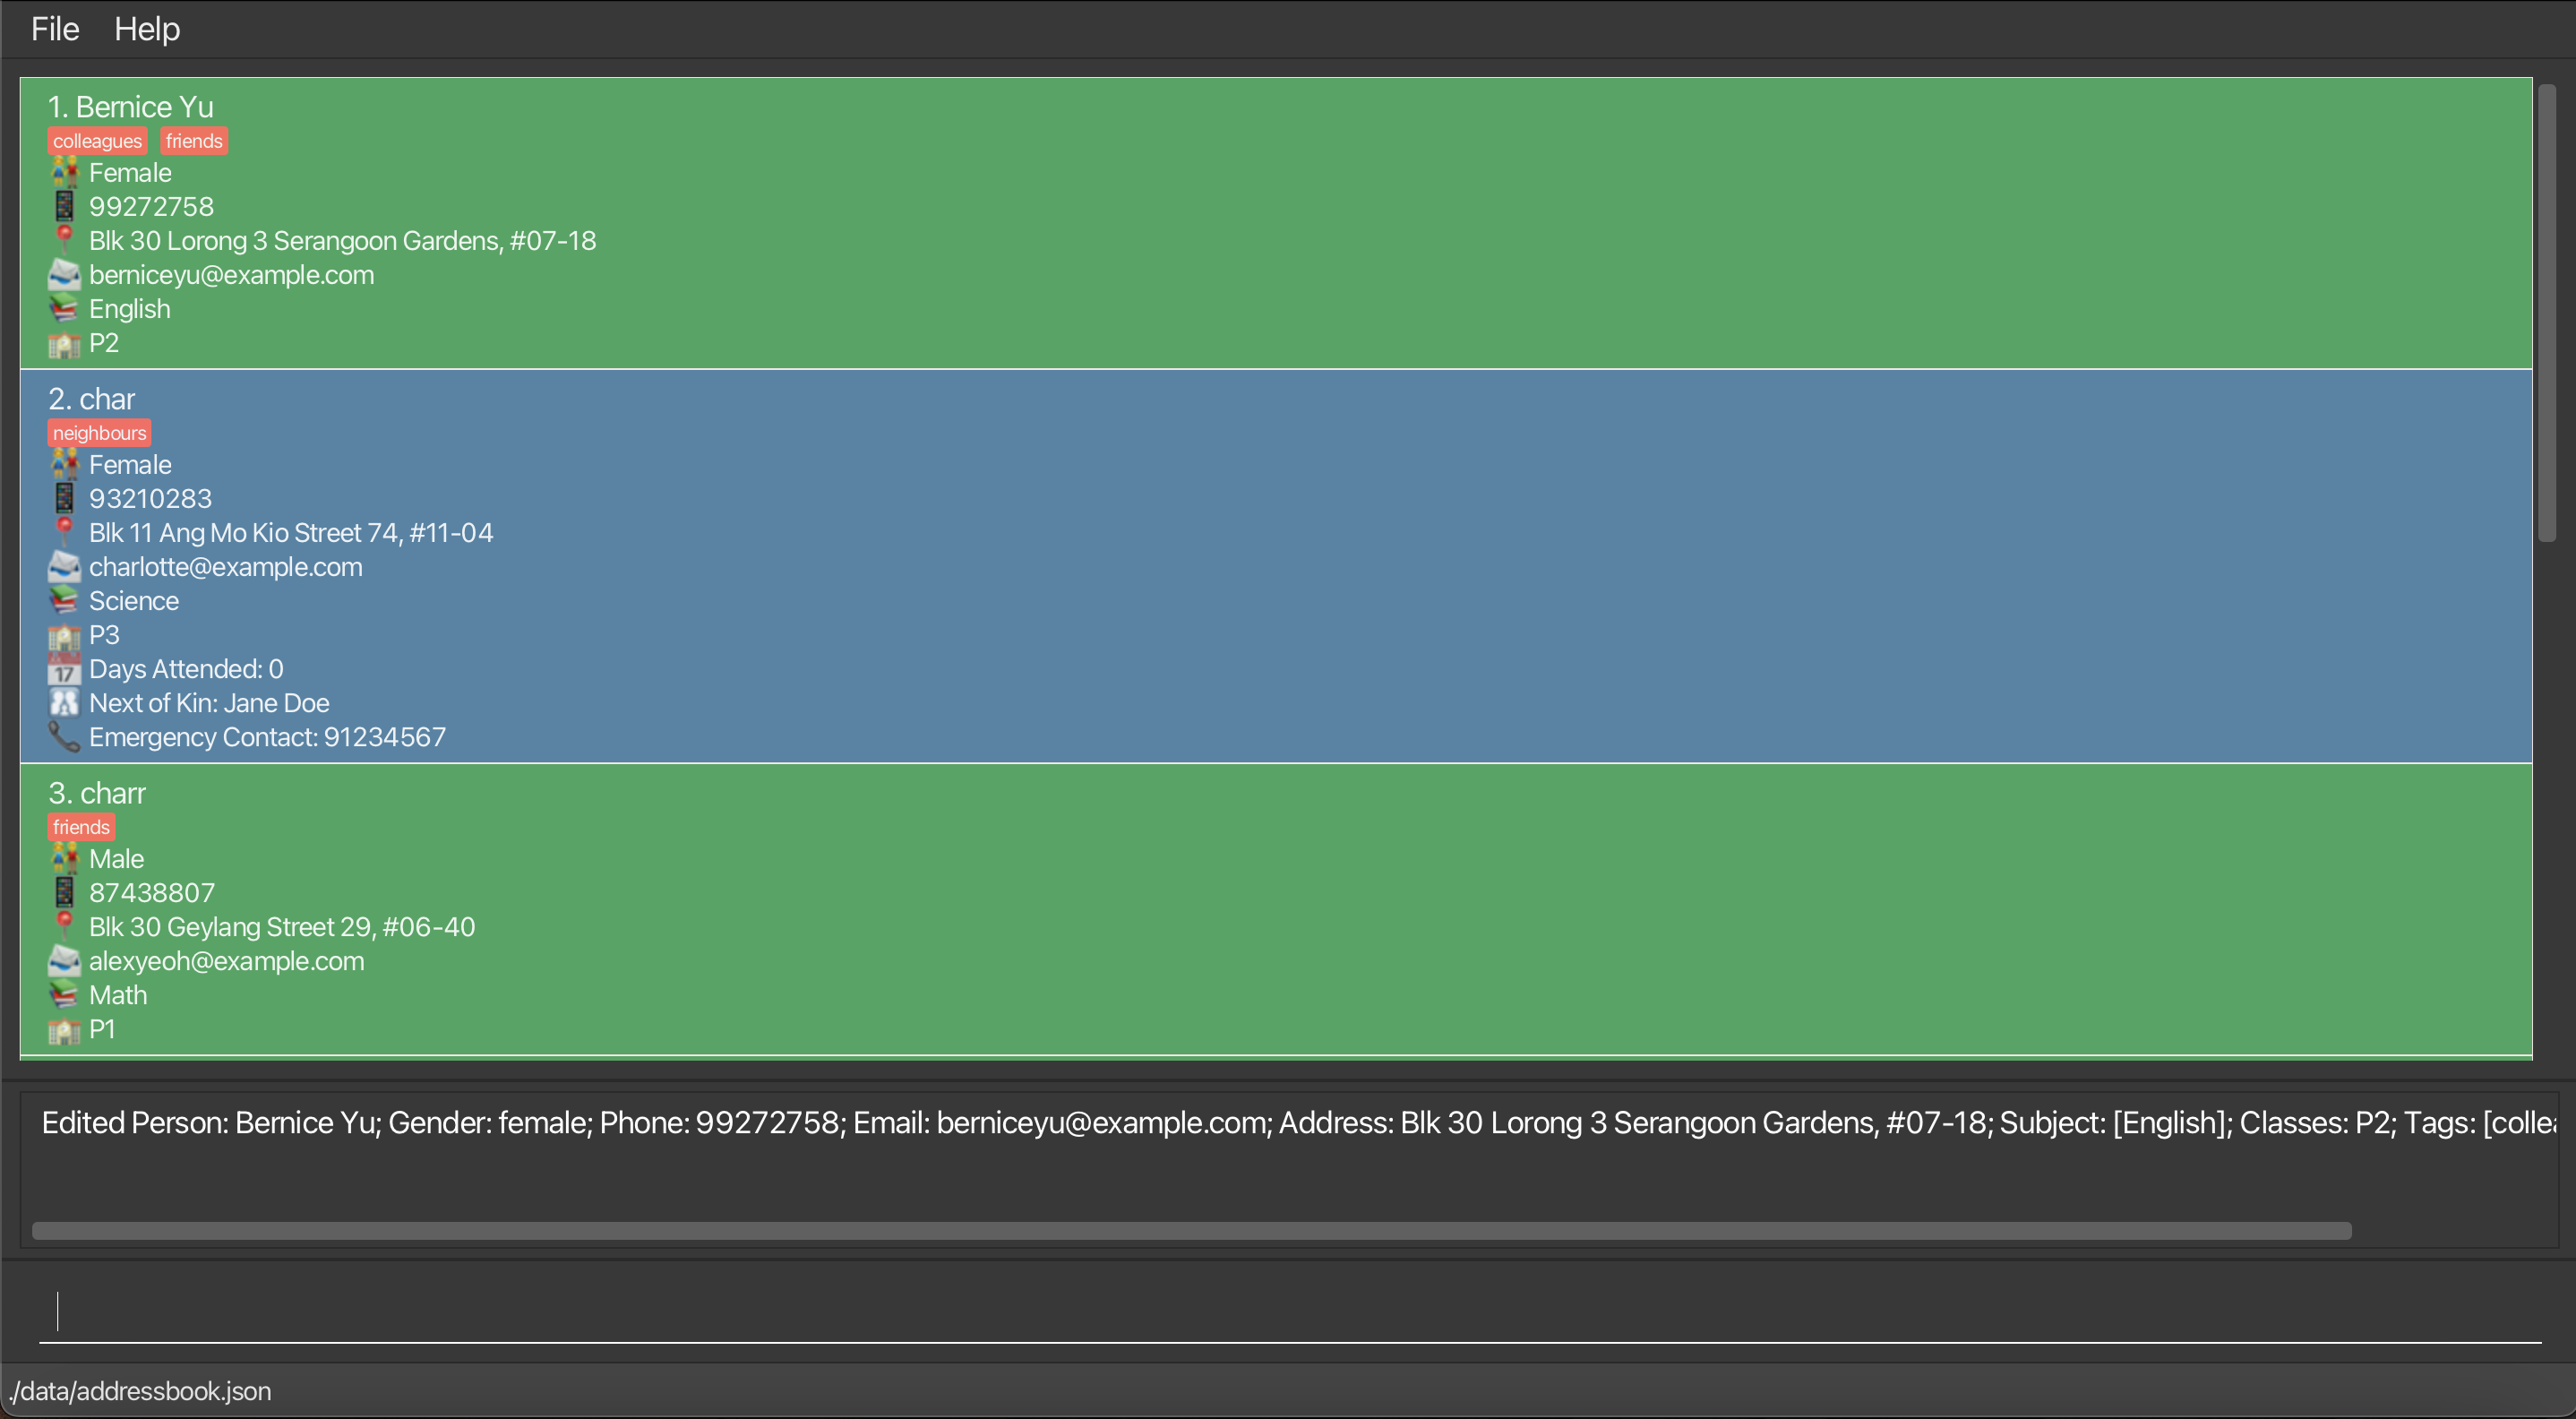 File Help
1. Bernice Yu
colleagues friends
Female
99272758
Blk 30 Lorong 3 Serangoon Gardens, #07-18
berniceyu@example.com
English
P2
2. char
neighbours
Female
93210283
Blk 11 Ang Mo Kio Street 74, #11-04
charlotte@example.com
Science
P3
17 Days Attended: 0
Next of Kin: Jane Doe
Emergency Contact: 91234567
3. charr
friends
Male
87438807
Blk 30 Geylang Street 29, #06-40
alexyeoh@example.com
Math
P1
Edited Person: Bernice Yu; Gender: female; Phone: 99272758; Email: berniceyu@example.com; Address: Blk 30 Lorong 3 Serangoon Gardens, #07-18; Subject: [English]; Classes: P2; Tags: [collea
./data/addressbook.json